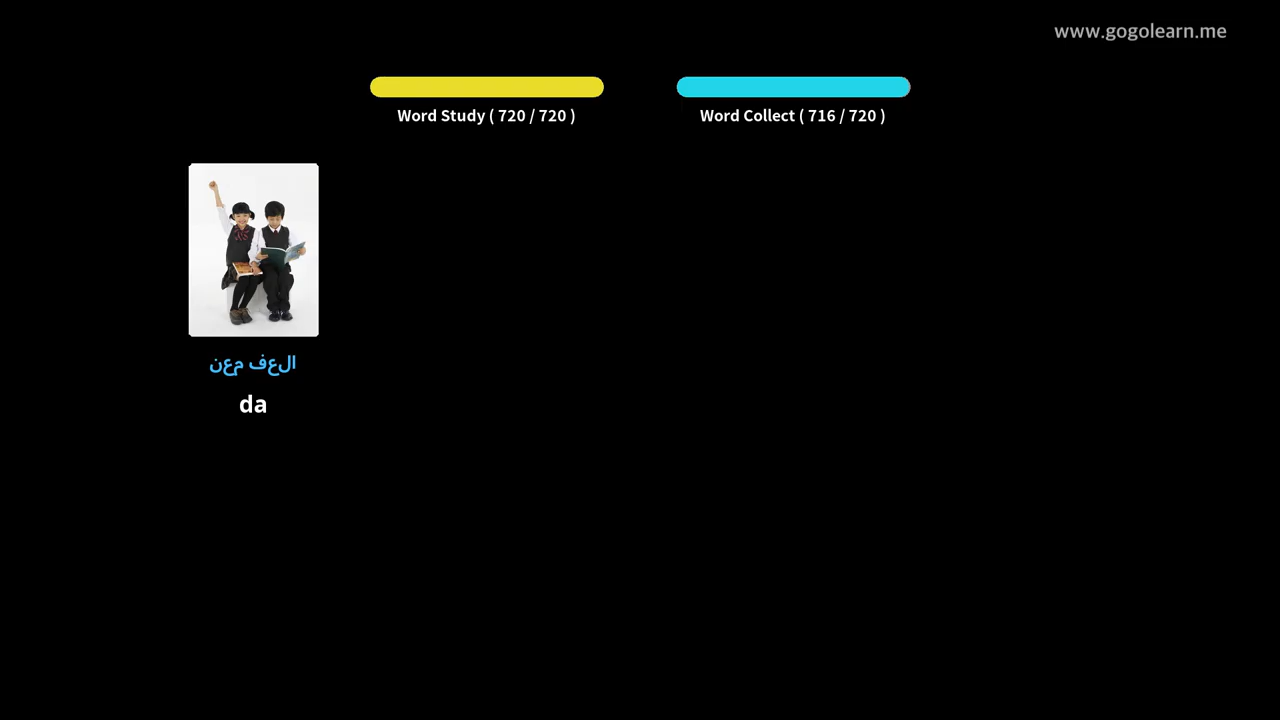 www.gogolearn.me
Word Study ( 720 / 720 )
Word Collect ( 716 / 720 )
العف معن
da